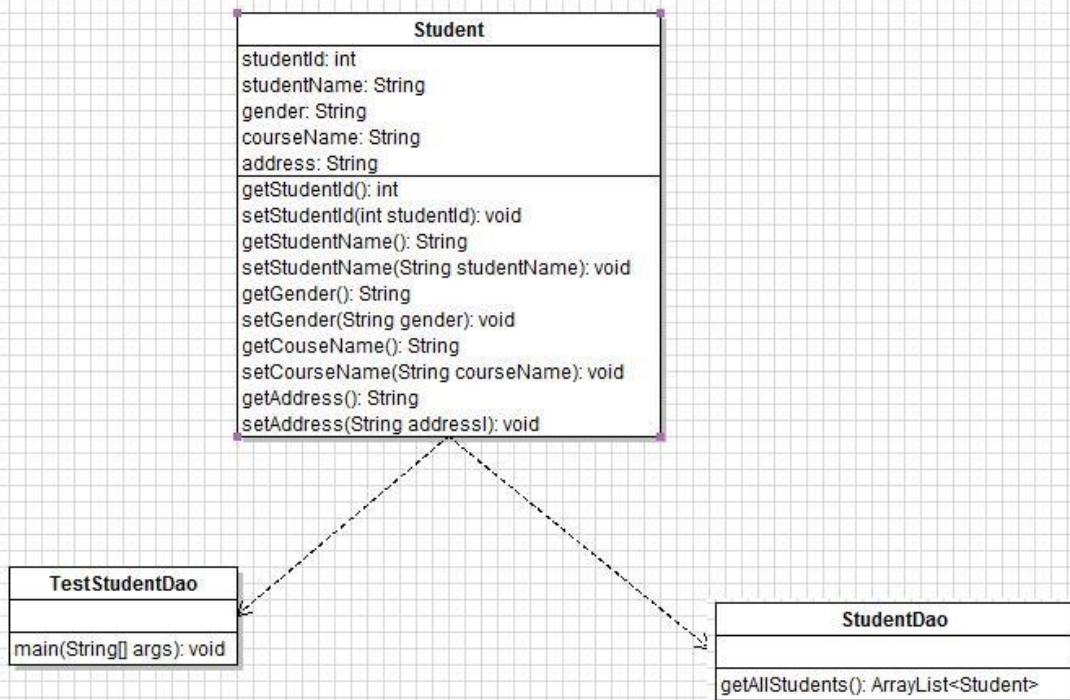 Student
studentId: int
studentName: String
gender: String
courseName: String
address: String
getStudentId(): int
setStudentId(int studentId): void
getStudentName(): String
setStudentName(String studentName): void
getGender(): String
setGender(String gender): void
getCouseName(): String
setCourseName(String courseName): void
getAddress(): String
setAddress(String addressI): void
TestStudentDao
main(String[] args): void
StudentDao
getAllStudents(): ArrayList<Student>